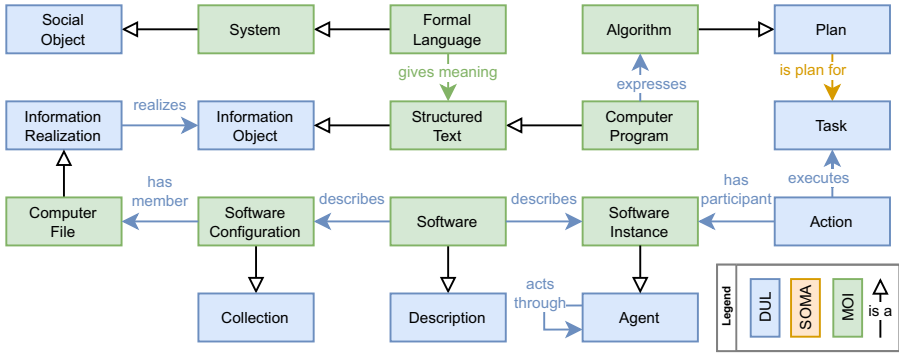 Social
Object
System
Formal
Language
Algorithm
Plan
gives meaning
expresses
is plan for
realizes
Information
Realization
Information
Object
Structured
Text
Computer
Program
Task
has
member
describes
describes
has
participant
executes
Computer
File
Software
Configuration
Software
Software
Instance
Action
acts
through
Collection
Description
Agent
Legend
DUL
SOMA
MOI
is a